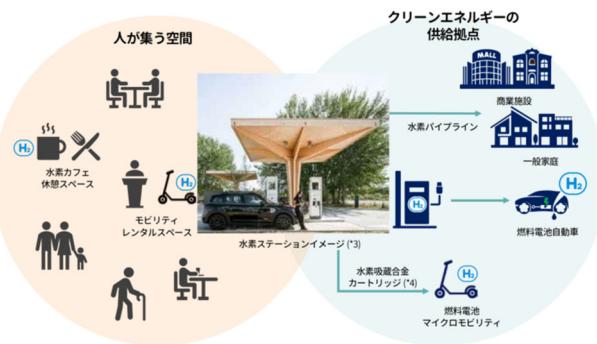 人が集う空間
クリーンエネルギーの
供給拠点
MALL
商業施設
水素パイプライン
一般家庭
H₂
水素カフェ
休憩スペース
H₂
モビリティ
レンタルスペース
H₂
H₂
燃料電池自動車
水素ステーションイメージ (*3)
水素吸蔵合金
カートリッジ (*4)
H₂
燃料電池
マイクロモビリティ